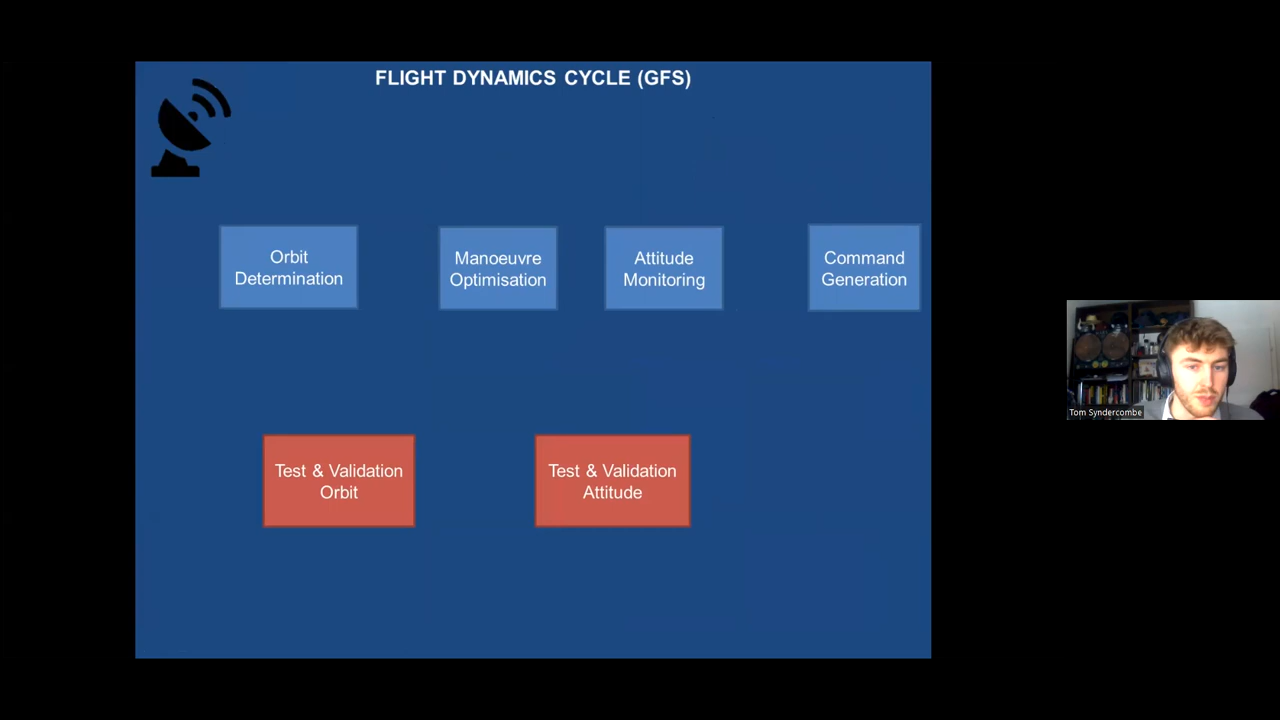 FLIGHT DYNAMICS CYCLE (GFS)
Orbit
Determination
Manoeuvre
Optimisation
Attitude
Monitoring
Command
Generation
Tom Syndercombe
Test & Validation
Orbit
Test & Validation
Attitude